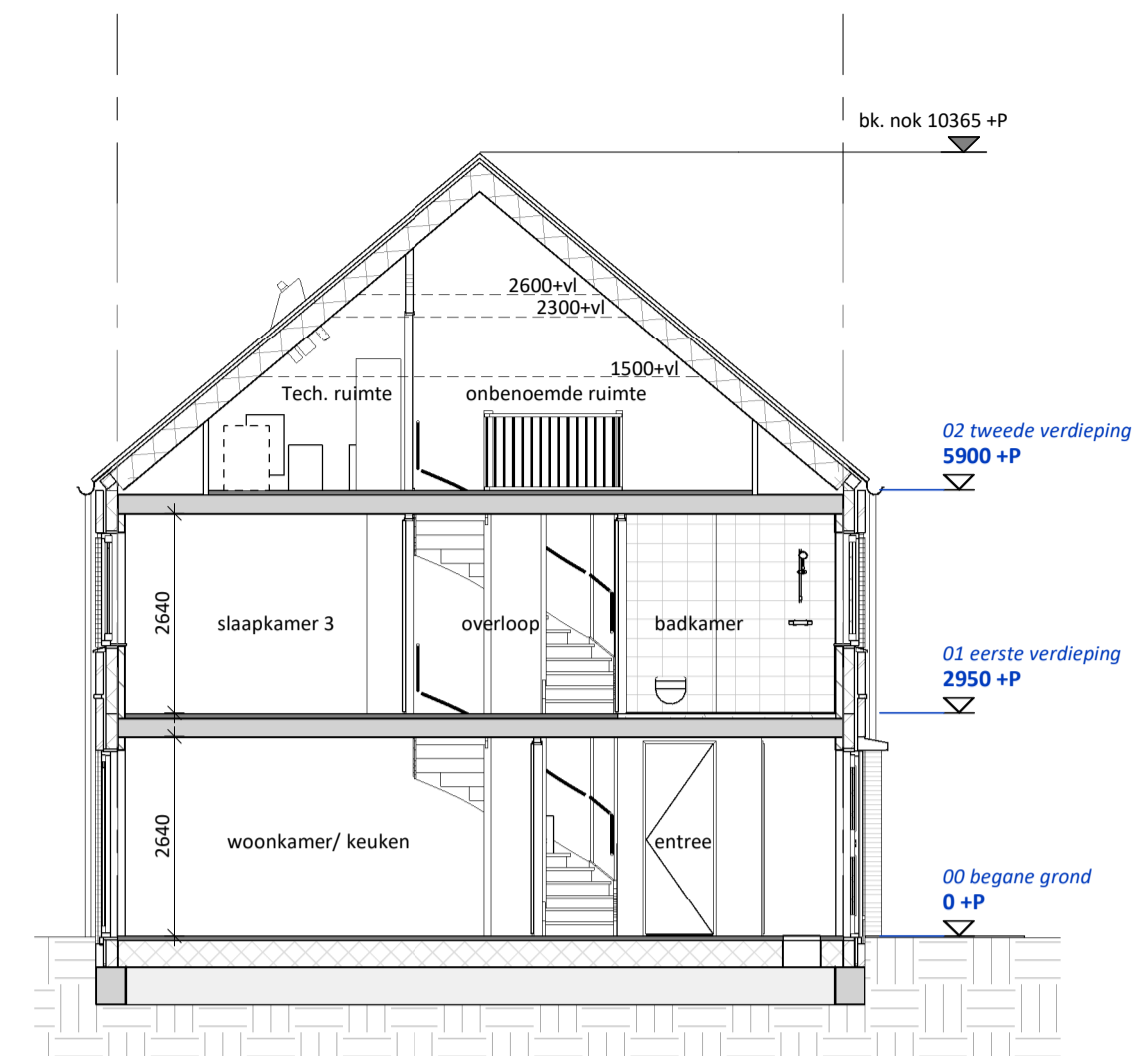 bk. nok 10365 +P
2600+vl
2300+vl
1500+vl
Tech. ruimte
onbenoemde ruimte
02 tweede verdieping
5900 +P
2640
slaapkamer 3
overloop
badkamer
01 eerste verdieping
2950 +P
2640
woonkamer/ keuken
entree
00 begane grond
0 +P